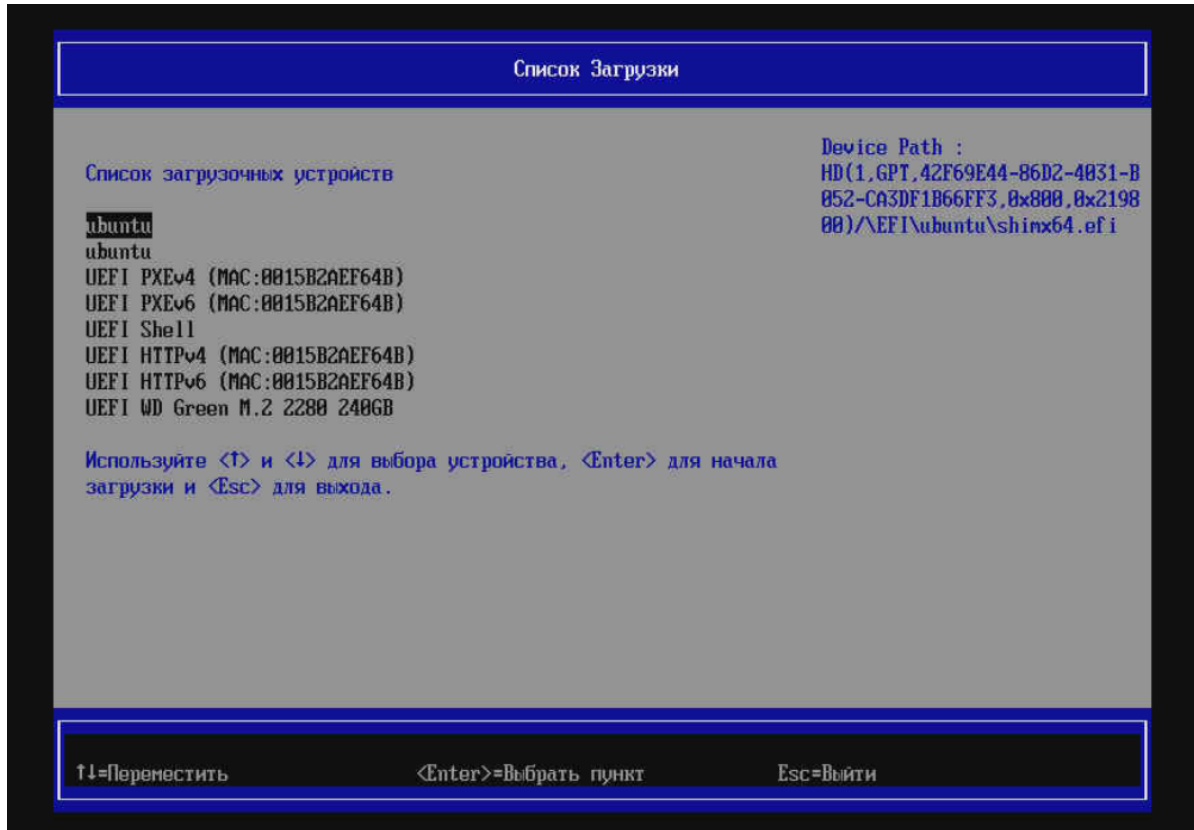 Список Загрузки
Список загрузочных устройств
ubuntu
ubuntu
UEFI PXEv4 (MAC:0015B2AEF64B)
UEFI PXEv6 (MAC:0015B2AEF64B)
UEFI Shell
UEFI HTTPv4 (MAC:0015B2AEF64B)
UEFI HTTPv6 (MAC:0015B2AEF64B)
UEFI WD Green M.2 2280 240GB
Используйте <↑> и <↓> для выбора устройства, <Enter> для начала
загрузки и <Esc> для выхода.
Device Path :
HD(1,GPT,42F69E44-86D2-4031-B
052-CA3DF1B66FF3,0x800,0x2198
00)/\EFI\ubuntu\shimx64.efi
↑↓=Переместить
<Enter>=Выбрать пункт
Esc=Выйти